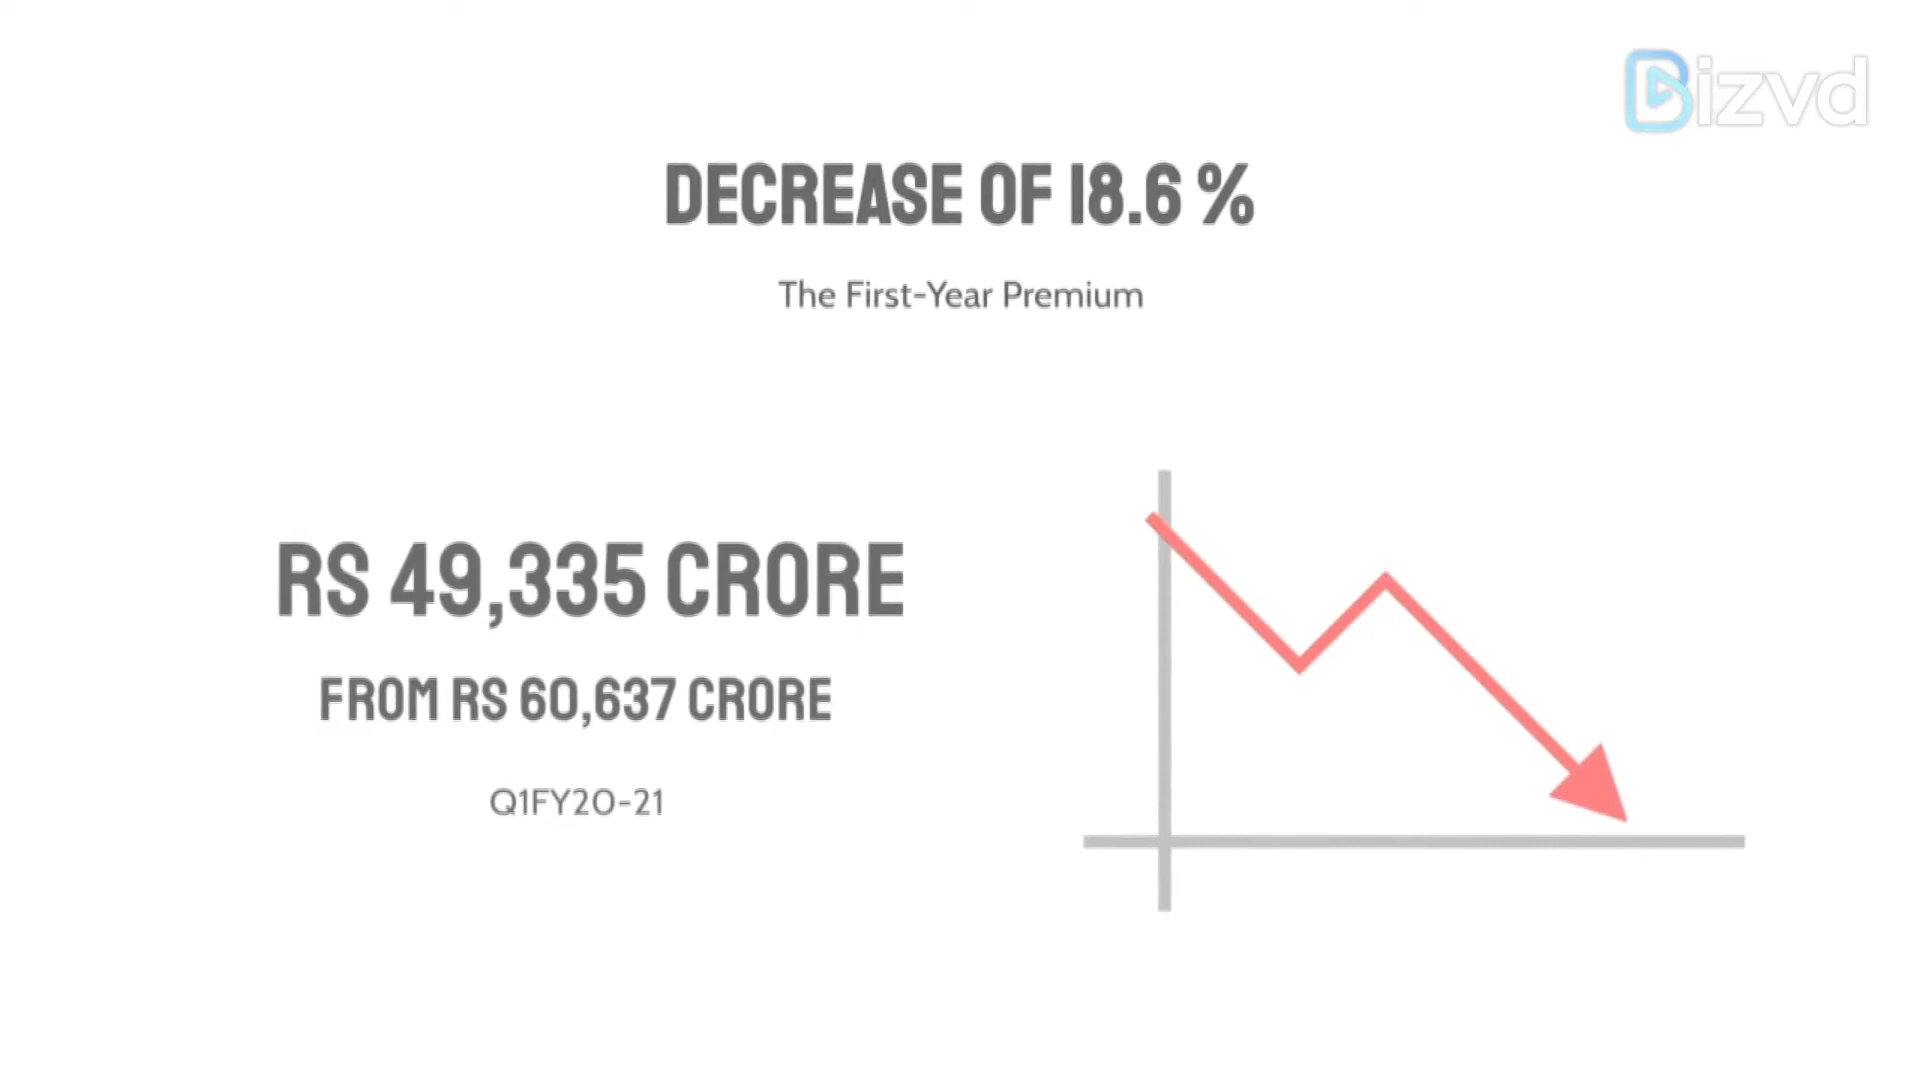 Bizvd
DECREASE OF 18.6 %
The First-Year Premium
RS 49,335 CRORE
FROM RS 60,637 CRORE
Q1FY20-21